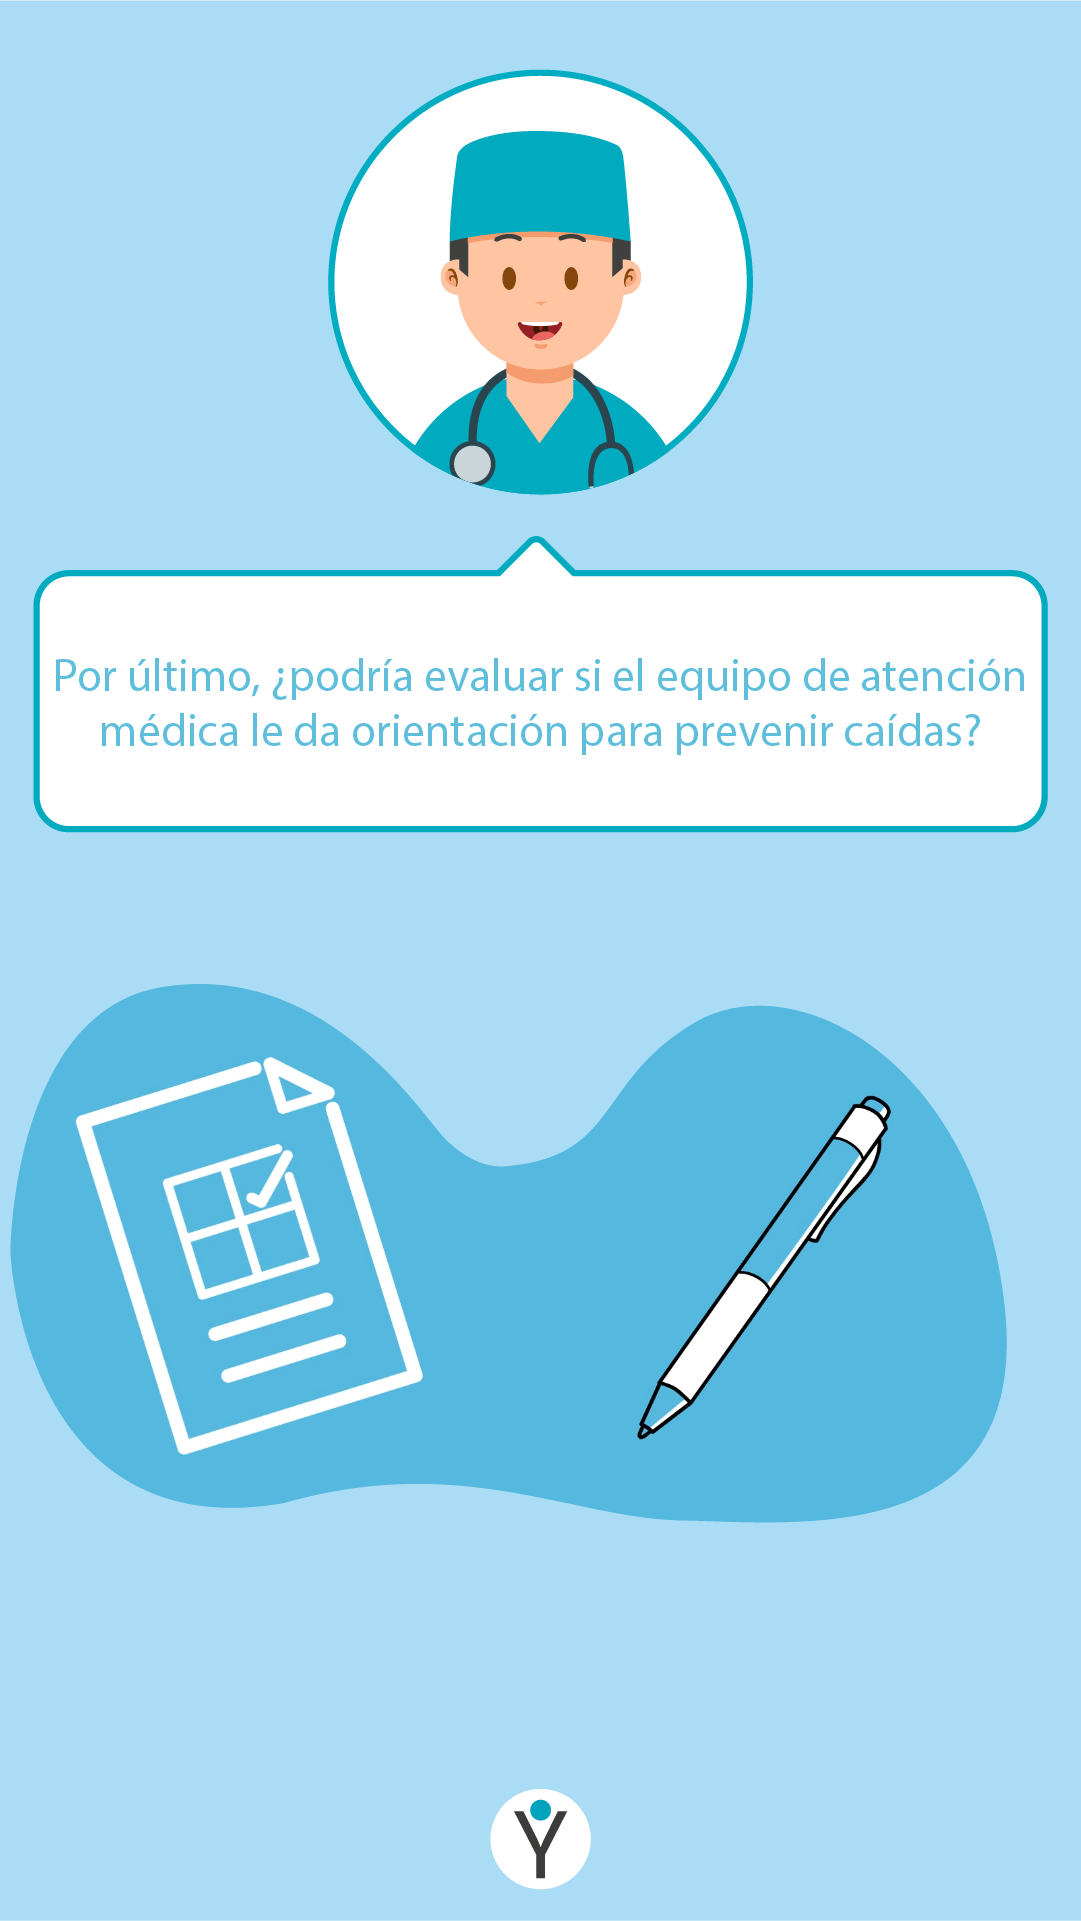 Por último, ¿podría evaluar si el equipo de atención
médica le da orientación para prevenir caídas?